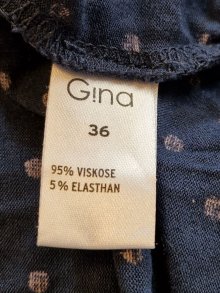 Gina
36
95% VISKOSE
5% ELASTHAN